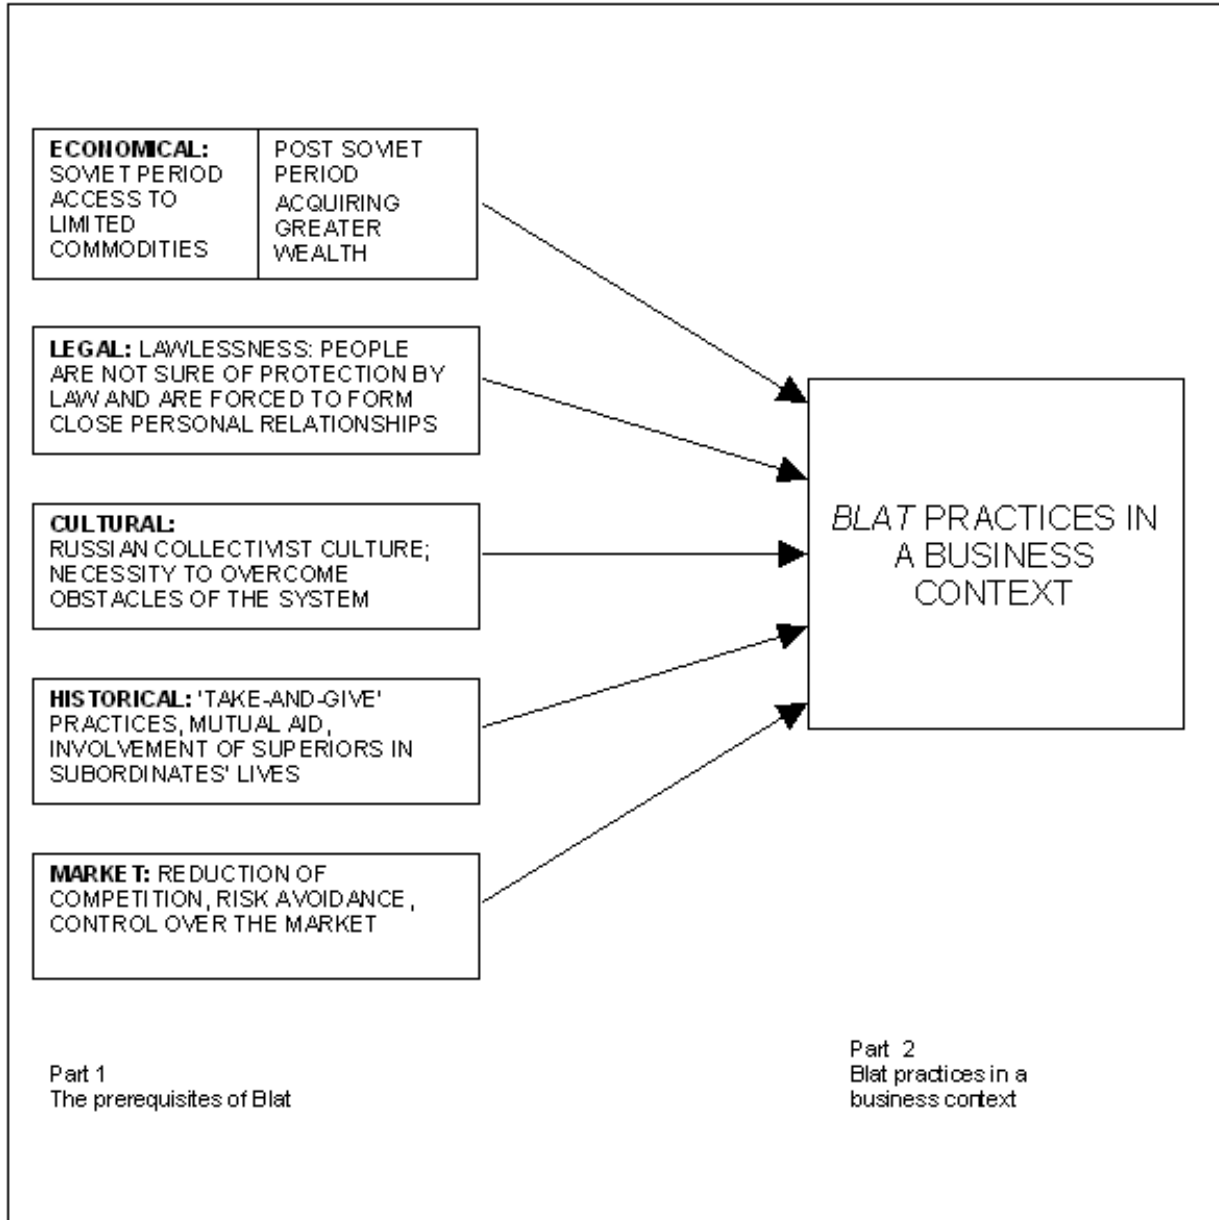 ECONOMICAL:
SOVIET PERIOD
ACCESS TO
LIMITED
COMMODITIES
POST SOVIET
PERIOD
ACQUIRING
GREATER
WEALTH
LEGAL: LAWLESSNESS: PEOPLE
ARE NOT SURE OF PROTECTION BY
LAW AND ARE FORCED TO FORM
CLOSE PERSONAL RELATIONSHIPS
CULTURAL:
RUSSIAN COLLECTIVIST CULTURE;
NECESSITY TO OVERCOME
OBSTACLES OF THE SYSTEM
HISTORICAL: 'TAKE-AND-GIVE'
PRACTICES, MUTUAL AID,
INVOLVEMENT OF SUPERIORS IN
SUBORDINATES' LIVES
MARKET: REDUCTION OF
COMPETITION, RISK AVOIDANCE,
CONTROL OVER THE MARKET
BLAT PRACTICES IN
A BUSINESS
CONTEXT
Part 1
The prerequisites of Blat
Part 2
Blat practices in a
business context